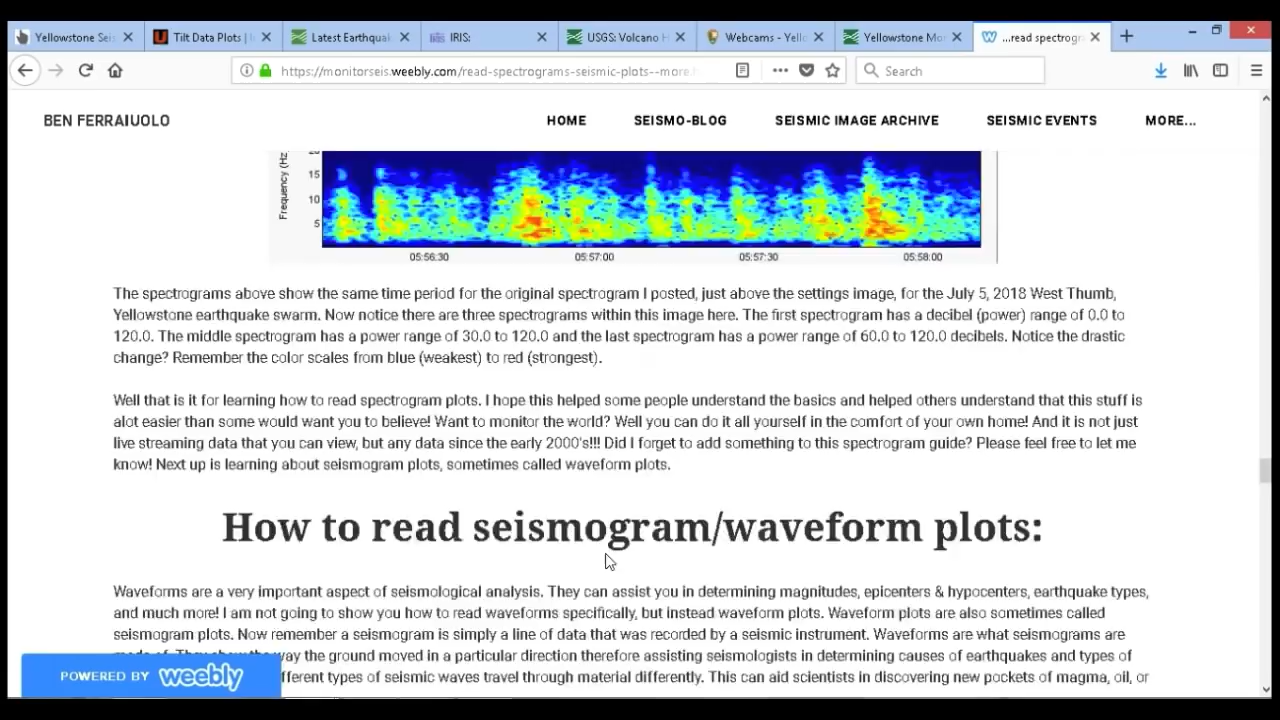 Yellowstone Seis
Tilt Data Plots |
Latest Earthqua
IRIS:
USGS: Volcano H
Webcams - Yello
Yellowstone Mo
...read spectrogra
https://monitorseis.weebly.com/read-spectrograms-seismic-plots--more.
Search
BEN FERRAIUOLO
HOME
SEISMO-BLOG
SEISMIC IMAGE ARCHIVE
SEISMIC EVENTS
MORE...
Frequency (Hz
20
15
10
5
05:56:30
05:57:00
05:57:30
05:58:00
The spectrograms above show the same time period for the original spectrogram I posted, just above the settings image, for the July 5, 2018 West Thumb,
Yellowstone earthquake swarm. Now notice there are three spectrograms within this image here. The first spectrogram has a decibel (power) range of 0.0 to
120.0. The middle spectrogram has a power range of 30.0 to 120.0 and the last spectrogram has a power range of 60.0 to 120.0 decibels. Notice the drastic
change? Remember the color scales from blue (weakest) to red (strongest).
Well that is it for learning how to read spectrogram plots. I hope this helped some people understand the basics and helped others understand that this stuff is
alot easier than some would want you to believe! Want to monitor the world? Well you can do it all yourself in the comfort of your own home! And it is not just
live streaming data that you can view, but any data since the early 2000's!!! Did I forget to add something to this spectrogram guide? Please feel free to let me
know! Next up is learning about seismogram plots, sometimes called waveform plots.
How to read seismogram/waveform plots:
Waveforms are a very important aspect of seismological analysis. They can assist you in determining magnitudes, epicenters & hypocenters, earthquake types,
and much more! I am not going to show you how to read waveforms specifically, but instead waveform plots. Waveform plots are also sometimes called
seismogram plots. Now remember a seismogram is simply a line of data that was recorded by a seismic instrument. Waveforms are what seismograms are
made of. They show the way the ground moved in a particular direction therefore assisting seismologists in determining causes of earthquakes and types of
fferent types of seismic waves travel through material differently. This can aid scientists in discovering new pockets of magma, oil, or
POWERED BY weebly